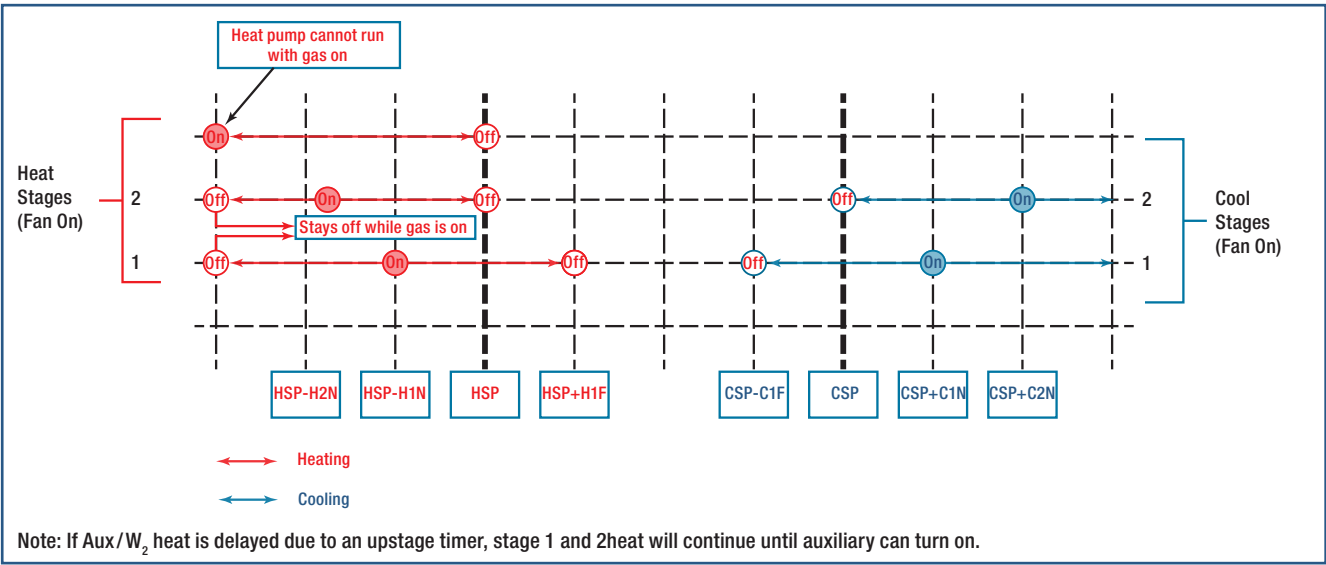 Heat pump cannot run
with gas on
On Off
Heat
Stages
(Fan On)
2 Off On Off Off On 2
Stays off while gas is on
1 Off On Off Off On 1
Cool
Stages
(Fan On)
HSP-H2N HSP-H1N HSP HSP+H1F CSP-C1F CSP CSP+C1N CSP+C2N
Heating
Cooling
Note: If Aux/W2 heat is delayed due to an upstage timer, stage 1 and 2heat will continue until auxiliary can turn on.